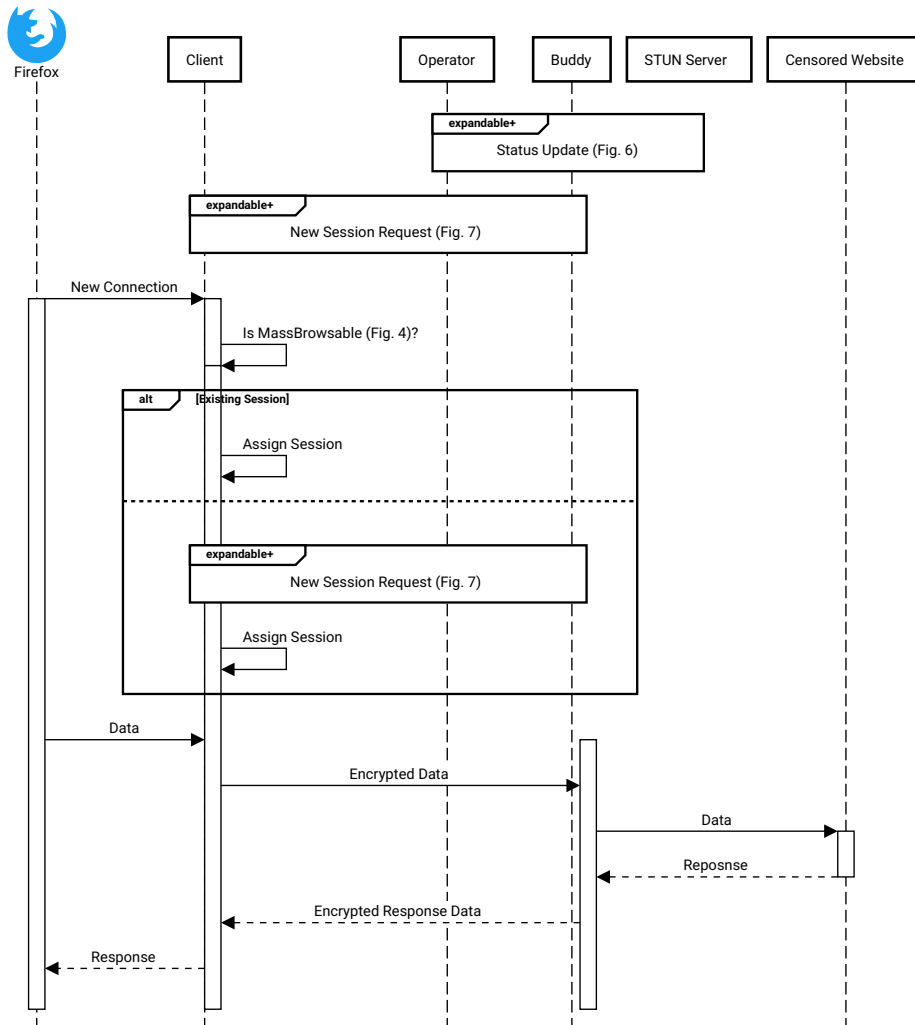 Firefox
Client
Operator
Buddy
STUN Server
Censored Website
expandable+
Status Update (Fig. 6)
expandable+
New Session Request (Fig. 7)
New Connection
Is MassBrowsable (Fig. 4)?
alt
[Existing Session]
Assign Session
expandable+
New Session Request (Fig. 7)
Assign Session
Data
Encrypted Data
Data
Reposnse
Encrypted Response Data
Response